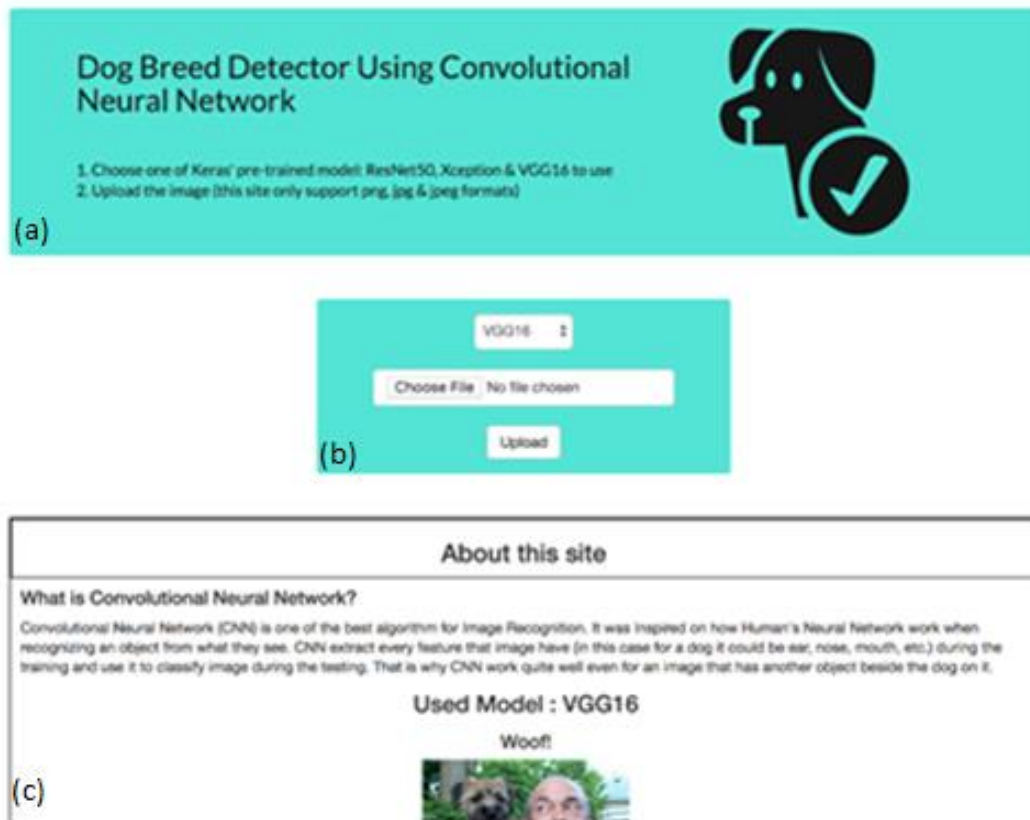 Dog Breed Detector Using Convolutional
Neural Network
1. Choose one of Keras' pre-trained model: ResNet50, Xception & VGG16 to use
2. Upload the image (this site only support png, jpg & jpeg formats)
(a)
VGG16
Choose File No file chosen
Upload
(b)
About this site
What is Convolutional Neural Network?
Convolutional Neural Network (CNN) is one of the best algorithm for Image Recognition. It was Inspired on how Human's Neural Network work when
recognizing an object from what they see. CNN extract every feature that image have (in this case for a dog it could be ear, nose, mouth, etc.) during the
training and use it to classify image during the testing. That is why CNN work quite well even for an image that has another object beside the dog on it.
Used Model : VGG16
Woof!
(c)